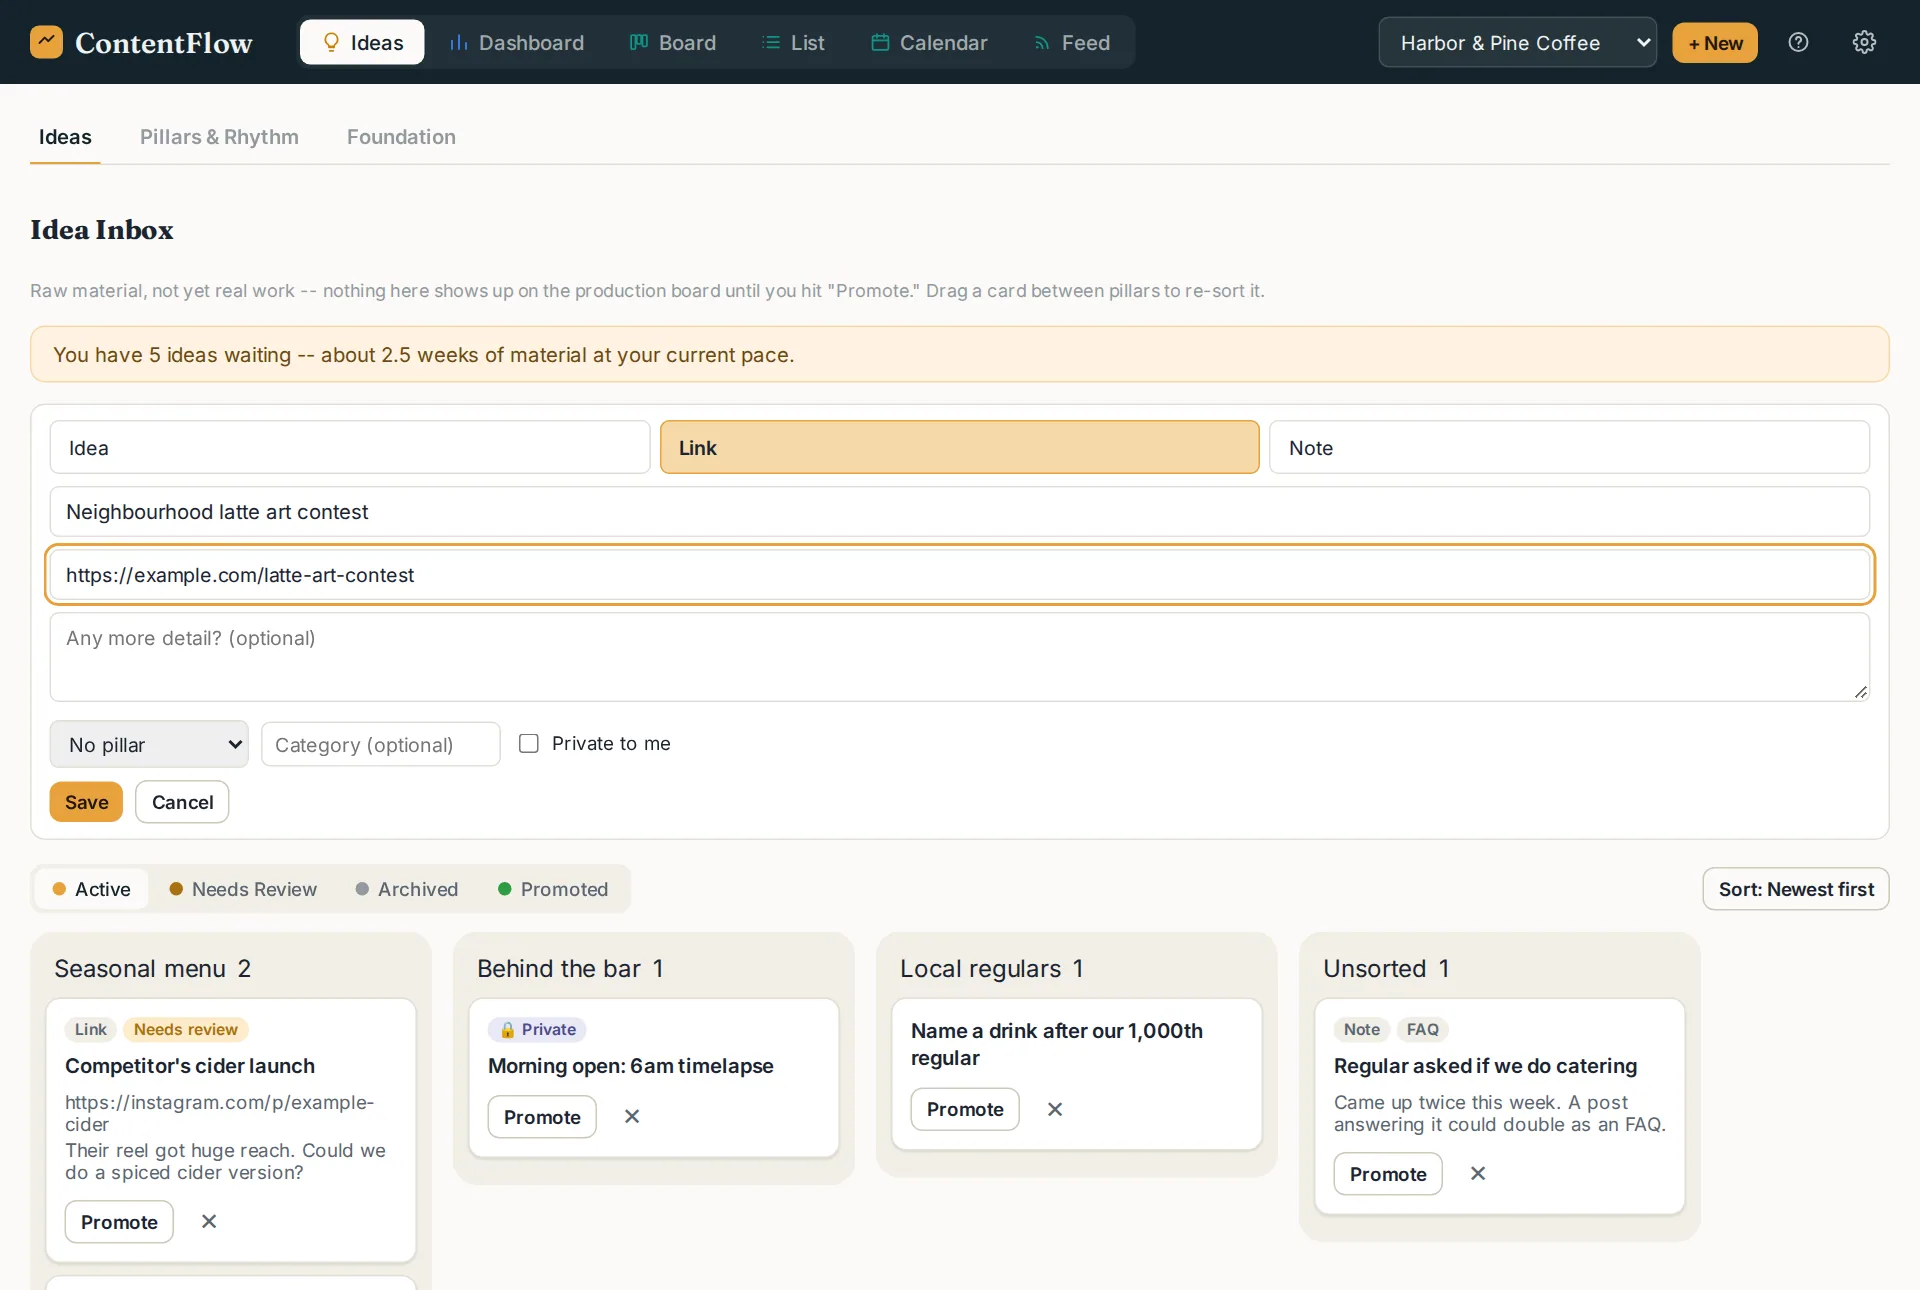 ContentFlow
Ideas
Dashboard
Board
List
Calendar
Feed
Harbor & Pine Coffee
+ New
Ideas
Pillars & Rhythm
Foundation
Idea Inbox
Raw material, not yet real work -- nothing here shows up on the production board until you hit "Promote." Drag a card between pillars to re-sort it.
You have 5 ideas waiting -- about 2.5 weeks of material at your current pace.
Idea
Link
Note
Neighbourhood latte art contest
https://example.com/latte-art-contest
Any more detail? (optional)
No pillar
Category (optional)
Private to me
Save
Cancel
Active
Needs Review
Archived
Promoted
Sort: Newest first
Seasonal menu 2
Link
Needs review
Competitor's cider launch
https://instagram.com/p/example-
cider
Their reel got huge reach. Could we
do a spiced cider version?
Promote
Behind the bar 1
Private
Morning open: 6am timelapse
Promote
Local regulars 1
Name a drink after our 1,000th
regular
Promote
Unsorted 1
Note
FAQ
Regular asked if we do catering
Came up twice this week. A post
answering it could double as an FAQ.
Promote